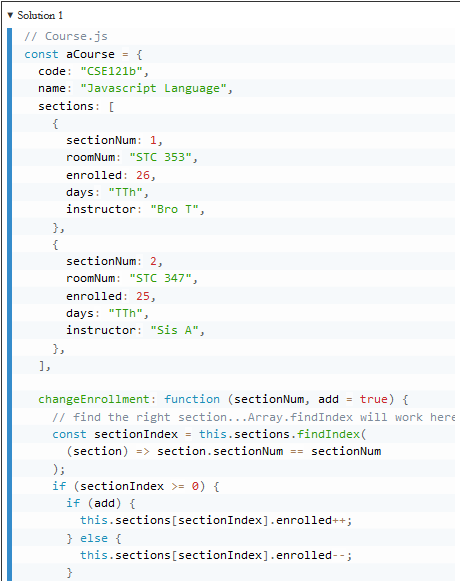 ▼ Solution 1
// Course.js
const aCourse = {
  code: "CSE121b",
  name: "Javascript Language",
  sections: [
    {
      sectionNum: 1,
      roomNum: "STC 353",
      enrolled: 26,
      days: "TTh",
      instructor: "Bro T",
    },
    {
      sectionNum: 2,
      roomNum: "STC 347",
      enrolled: 25,
      days: "TTh",
      instructor: "Sis A",
    },
  ],
  changeEnrollment: function (sectionNum, add = true) {
    // find the right section...Array.findIndex will work here
    const sectionIndex = this.sections.findIndex(
      (section) => section.sectionNum == sectionNum
    );
    if (sectionIndex >= 0) {
      if (add) {
        this.sections[sectionIndex].enrolled++;
      } else {
        this.sections[sectionIndex].enrolled--;
      }